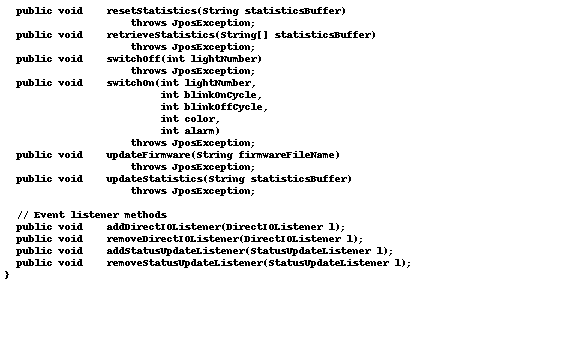 public void    resetStatistics(String statisticsBuffer)
                   throws JposException;
public void    retrieveStatistics(String[] statisticsBuffer)
                   throws JposException;
public void    switchOff(int lightNumber)
                   throws JposException;
public void    switchOn(int lightNumber,
                        int blinkOnCycle,
                        int blinkOffCycle,
                        int color,
                        int alarm)
                   throws JposException;
public void    updateFirmware(String firmwareFileName)
                   throws JposException;
public void    updateStatistics(String statisticsBuffer)
                   throws JposException;
// Event listener methods
public void    addDirectIOListener(DirectIOListener l);
public void    removeDirectIOListener(DirectIOListener l);
public void    addStatusUpdateListener(StatusUpdateListener l);
public void    removeStatusUpdateListener(StatusUpdateListener l);
}